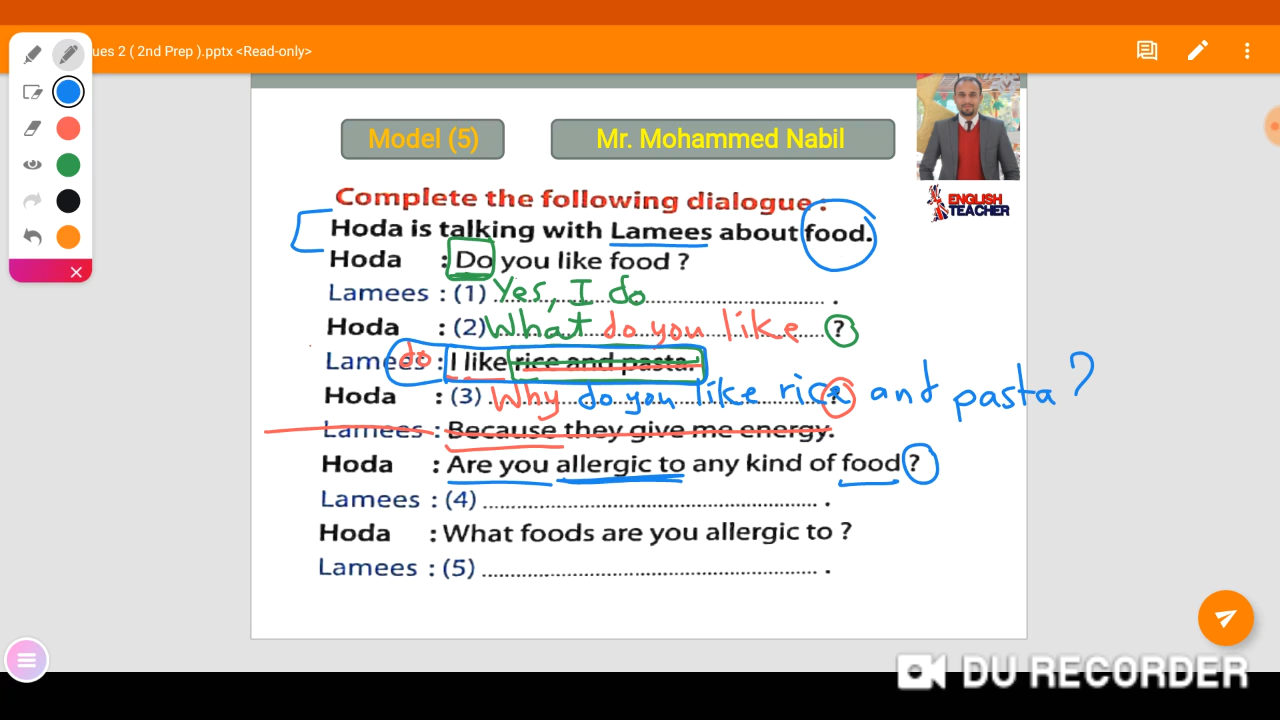 ues 2 ( 2nd Prep ).pptx <Read-only>
Model (5)
Mr. Mohammed Nabil
ENGLISH
TEACHER
Complete the following dialogue :
Hoda is talking with Lamees about food.
Hoda : Do you like food ?
Lamees : (1) Yes, I do .
Hoda : (2) What do you like ?
do
Lamees : I like rice and pasta.
Hoda : (3) Why do you like rice and pasta ?
Lamees : Because they give me energy.
Hoda : Are you allergic to any kind of food ?
Lamees : (4) ........................................................ .
Hoda : What foods are you allergic to ?
Lamees : (5) ........................................................ .
DU RECORDER